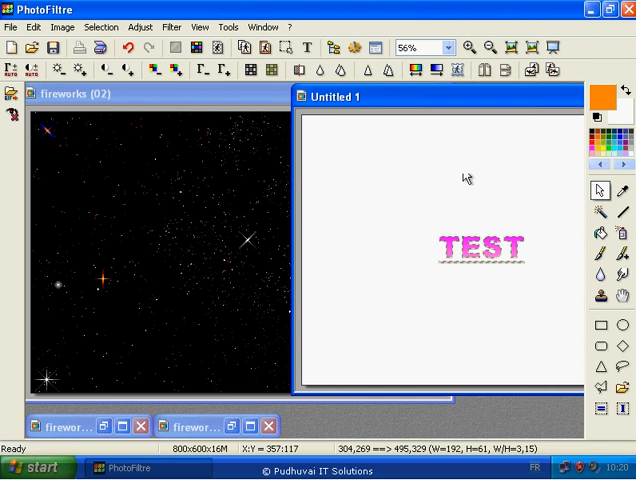 PhotoFiltre
File Edit Image Selection Adjust Filter View Tools Window ?
56%
fireworks (02)
Untitled 1
TEST
firewor...
firewor...
Ready
800x600x16M
X:Y = 357:117
304,269 ==> 495,329 (W=192, H=61, W/H=3,15)
start
PhotoFiltre
© Pudhuvai IT Solutions
FR
10:20